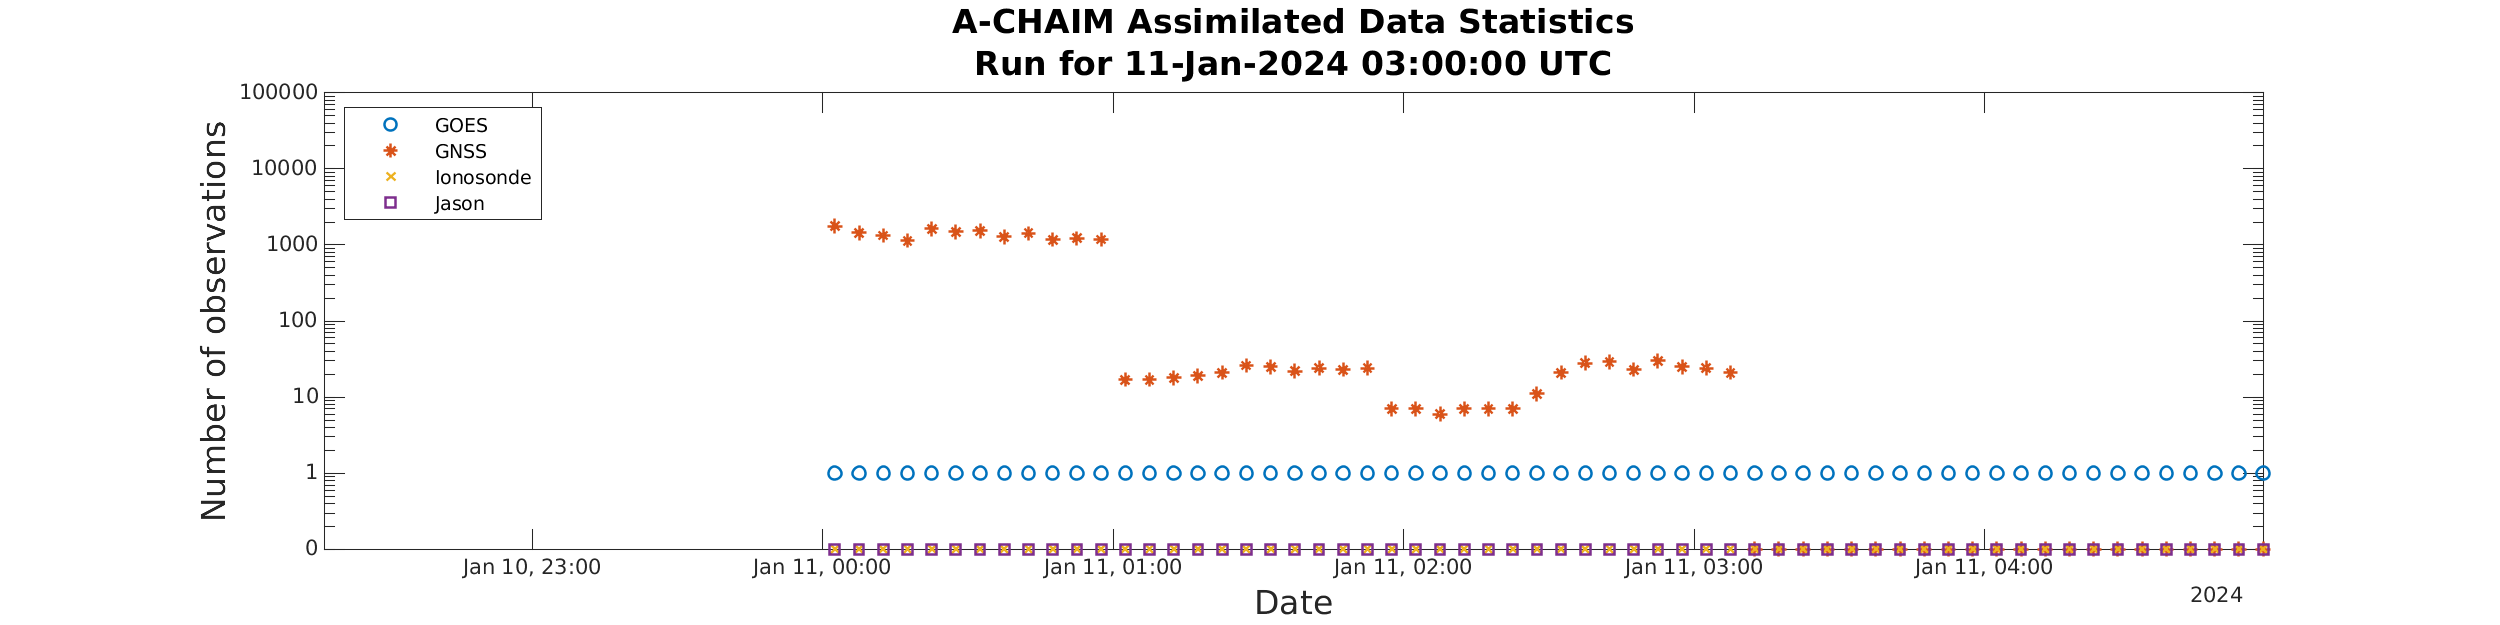 A-CHAIM Assimilated Data Statistics
Run for 11-Jan-2024 03:00:00 UTC
Number of observations
100000
10000
1000
100
10
1
0
GOES
GNSS
Ionosonde
Jason
Jan 10, 23:00
Jan 11, 00:00
Jan 11, 01:00
Jan 11, 02:00
Jan 11, 03:00
Jan 11, 04:00
2024
Date